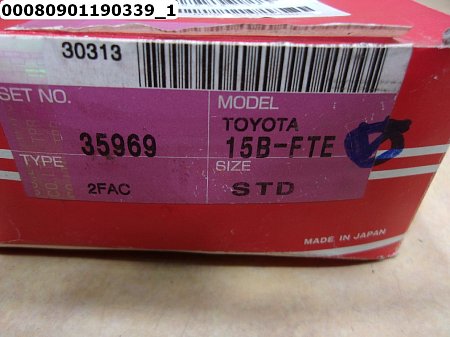 00080901190339_1
30313
SET NO.
35969
MODEL
TOYOTA
15B-FTE
TYPE
2FAC
SIZE
STD
MADE IN JAPAN